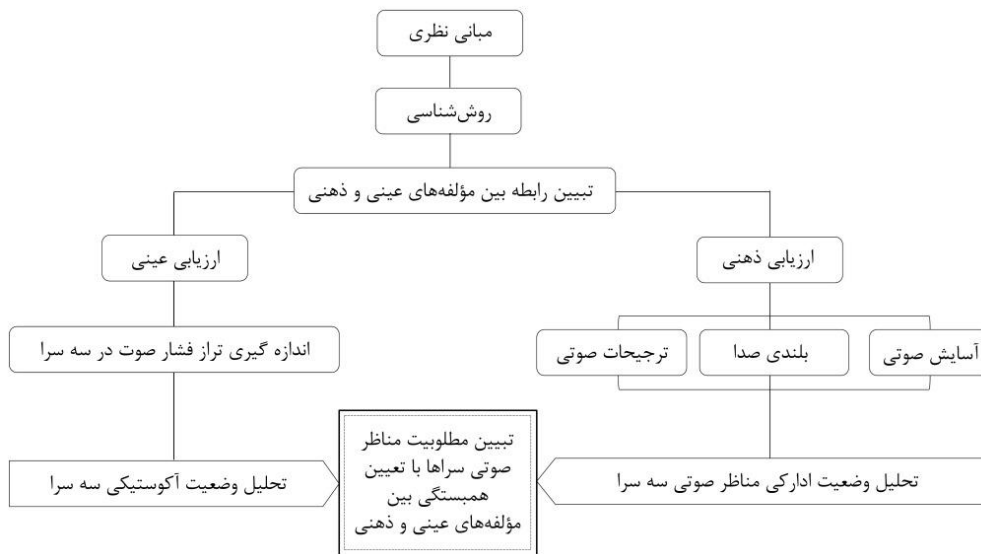 مبانی نظری
روش‌شناسی
تبیین رابطه بین مؤلفه‌های عینی و ذهنی
ارزیابی ذهنی
ارزیابی عینی
آسایش صوتی
بلندی صدا
ترجیحات صوتی
اندازه گیری تراز فشار صوت در سه سرا
تحلیل وضعیت ادارکی مناظر صوتی سه سرا
تبیین مطلوبیت مناظر
صوتی سراها با تعیین
همبستگی بین
مؤلفه‌های عینی و ذهنی
تحلیل وضعیت آکوستیکی سه سرا